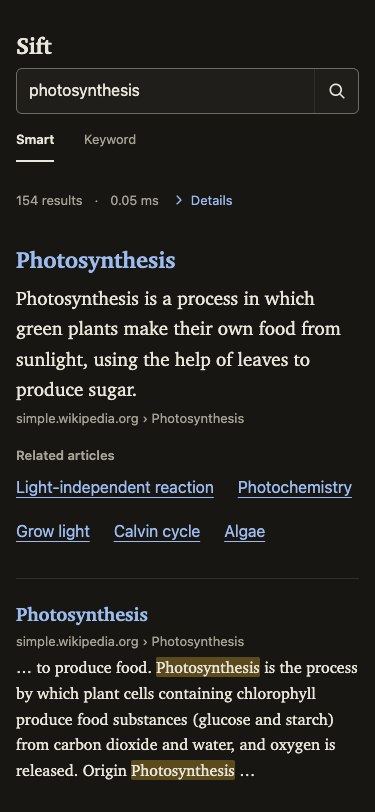 Sift
photosynthesis
Smart Keyword
154 results · 0.05 ms > Details
Photosynthesis
Photosynthesis is a process in which
green plants make their own food from
sunlight, using the help of leaves to
produce sugar.
simple.wikipedia.org › Photosynthesis
Related articles
Light-independent reaction Photochemistry
Grow light Calvin cycle Algae
Photosynthesis
simple.wikipedia.org › Photosynthesis
... to produce food. Photosynthesis is the process
by which plant cells containing chlorophyll
produce food substances (glucose and starch)
from carbon dioxide and water, and oxygen is
released. Origin Photosynthesis ...